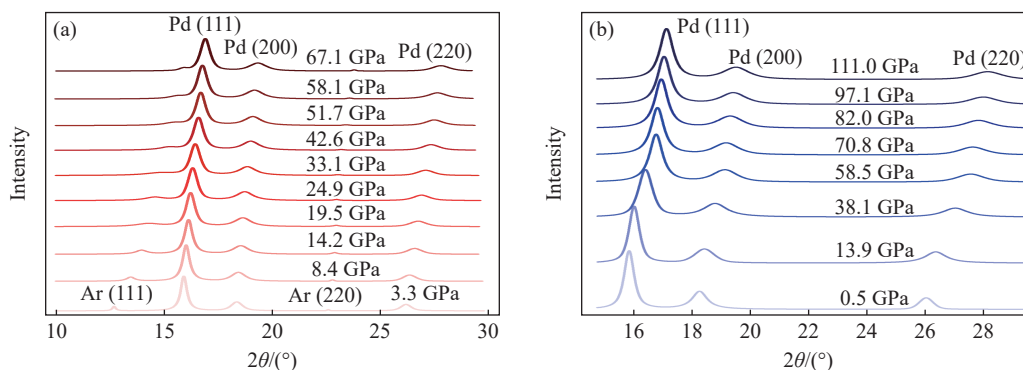 (a)
Pd (111)
Pd (200)
Pd (220)
67.1 GPa
58.1 GPa
51.7 GPa
42.6 GPa
33.1 GPa
24.9 GPa
19.5 GPa
14.2 GPa
8.4 GPa
Ar (111)
Ar (220)
3.3 GPa
Intensity
10 15 20 25 30
2θ/(°)
(b)
Pd (111)
Pd (200)
Pd (220)
111.0 GPa
97.1 GPa
82.0 GPa
70.8 GPa
58.5 GPa
38.1 GPa
13.9 GPa
0.5 GPa
Intensity
16 18 20 22 24 26 28
2θ/(°)